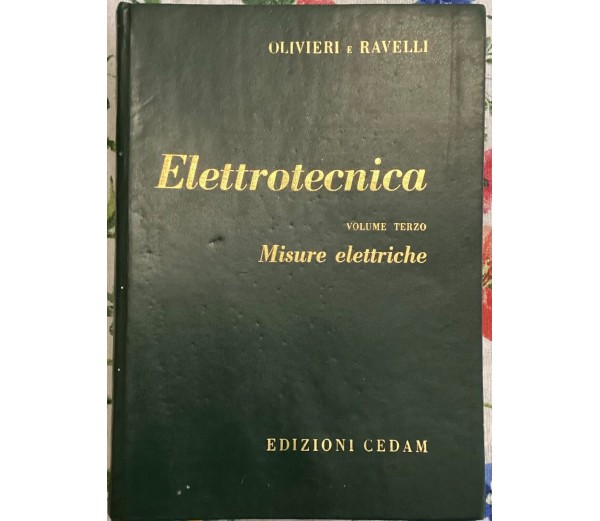 OLIVIERI E RAVELLI
Elettrotecnica
VOLUME TERZO
Misure elettriche
EDIZIONI CEDAM